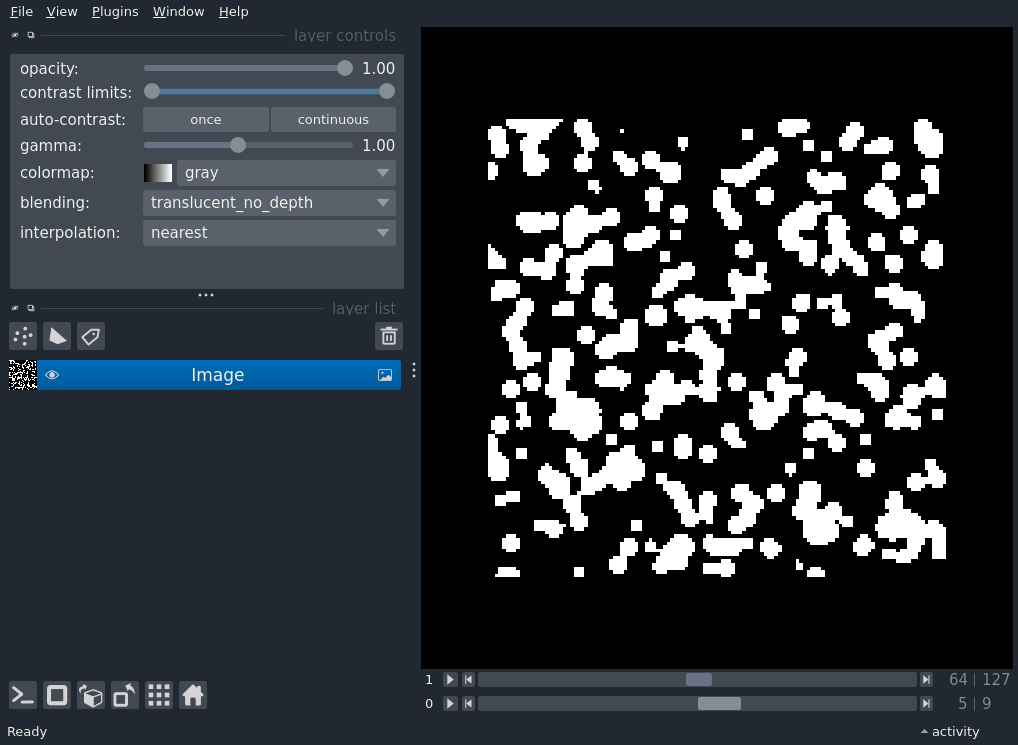 File View Plugins Window Help
layer controls
opacity: 1.00
contrast limits:
auto-contrast: once continuous
gamma: 1.00
colormap: gray
blending: translucent_no_depth
interpolation: nearest
layer list
Image
1 64 | 127
0 5 | 9
Ready activity